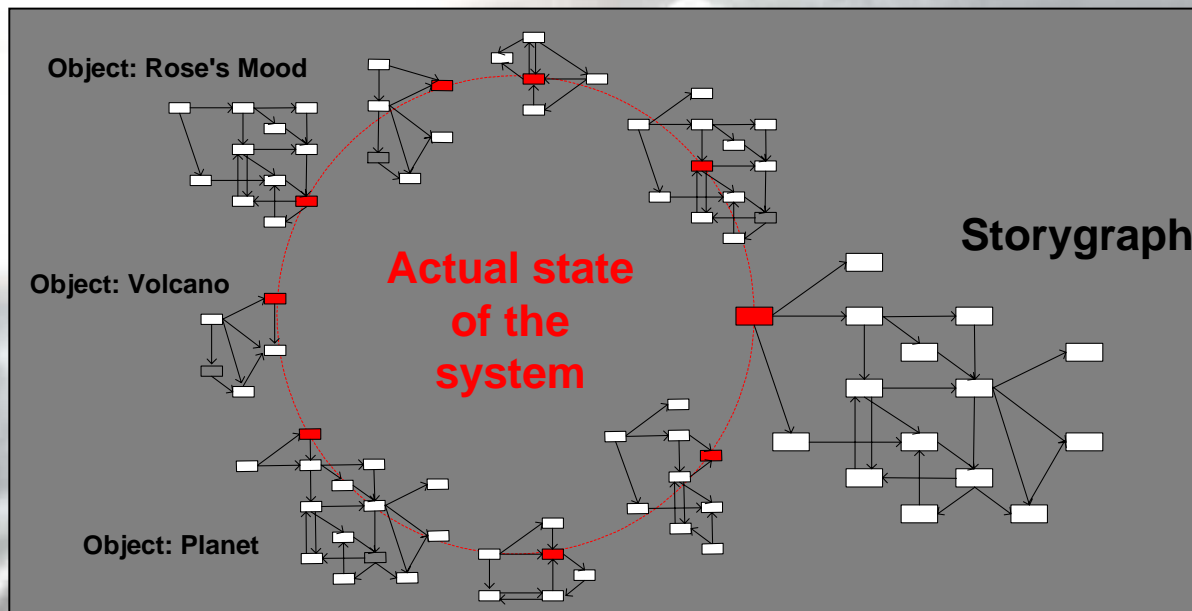 Object: Rose's Mood
Storygraph
Object: Volcano
Actual state
of the
system
Object: Planet